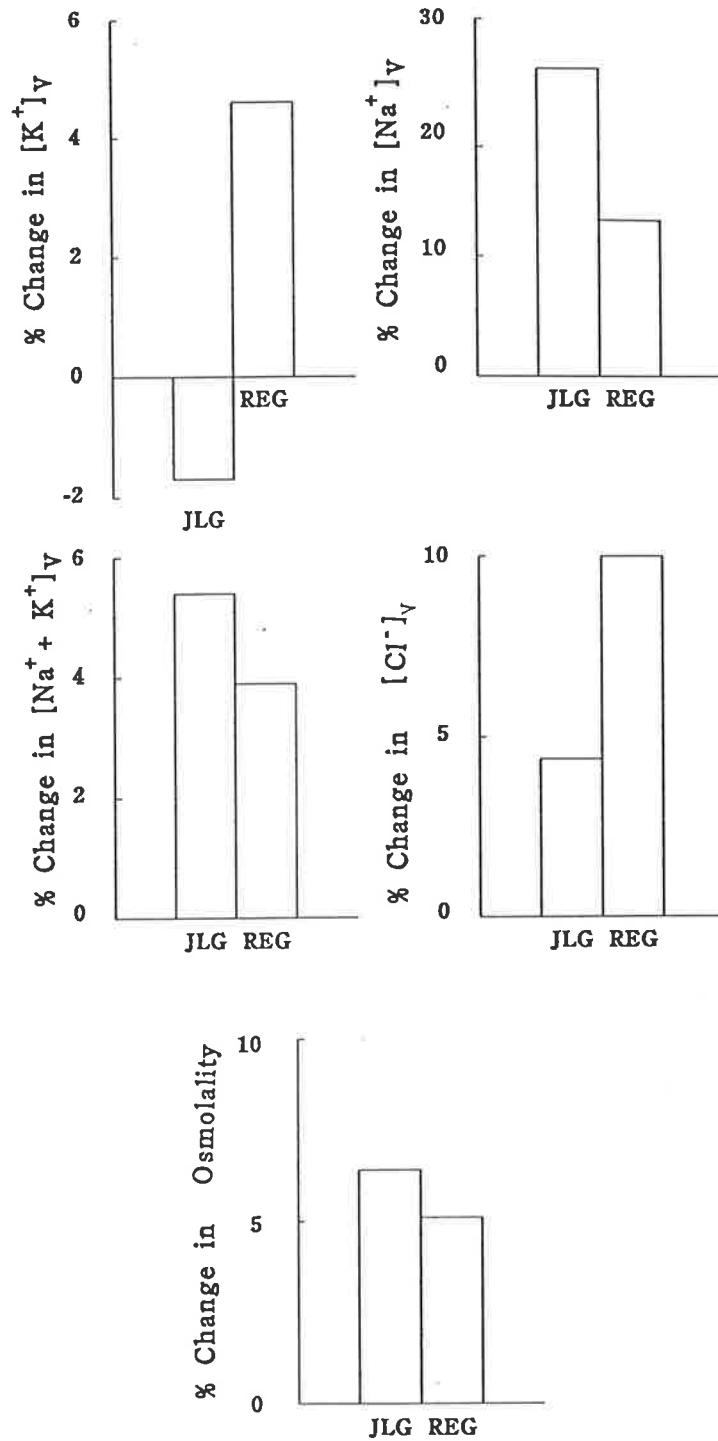 % Change in [K⁺]v
6
4
2
0
-2
REG
JLG
% Change in [Na⁺]v
30
20
10
0
JLG REG
% Change in [Na⁺ + K⁺]v
6
4
2
0
JLG REG
% Change in [Cl⁻]v
10
5
0
JLG REG
% Change in Osmolality
10
5
0
JLG REG